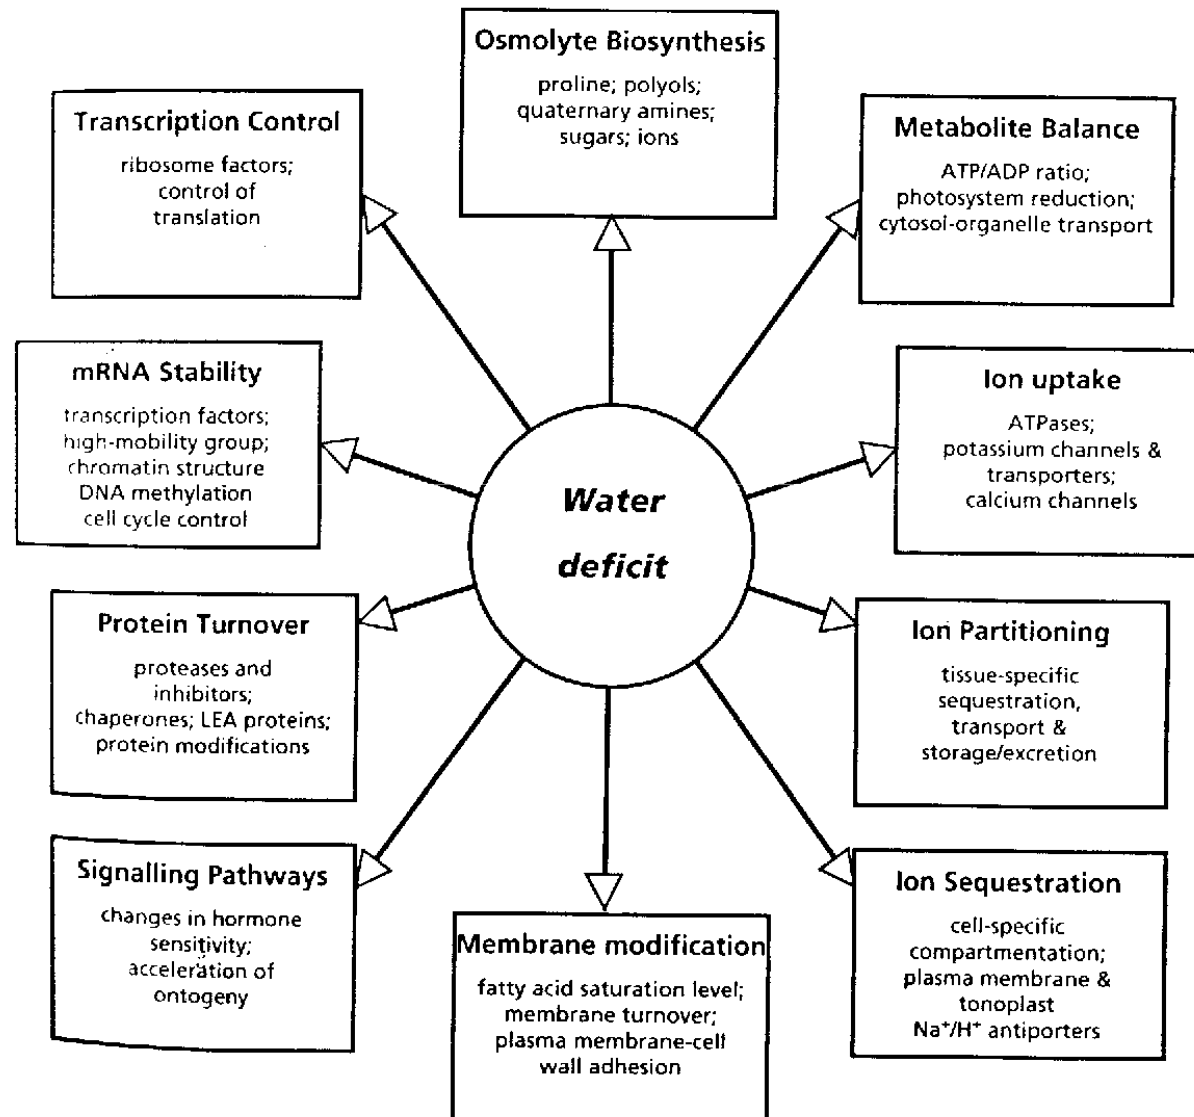 Osmolyte Biosynthesis
proline; polyols;
quaternary amines;
sugars; ions
Transcription Control
ribosome factors;
control of
translation
Metabolite Balance
ATP/ADP ratio;
photosystem reduction;
cytosol-organelle transport
mRNA Stability
transcription factors;
high-mobility group;
chromatin structure
DNA methylation
cell cycle control
Ion uptake
ATPases;
potassium channels &
transporters;
calcium channels
Water
deficit
Protein Turnover
proteases and
inhibitors;
chaperones; LEA proteins;
protein modifications
Ion Partitioning
tissue-specific
sequestration,
transport &
storage/excretion
Signalling Pathways
changes in hormone
sensitivity;
acceleration of
ontogeny
Membrane modification
fatty acid saturation level;
membrane turnover;
plasma membrane-cell
wall adhesion
Ion Sequestration
cell-specific
compartmentation;
plasma membrane &
tonoplast
Na⁺/H⁺ antiporters